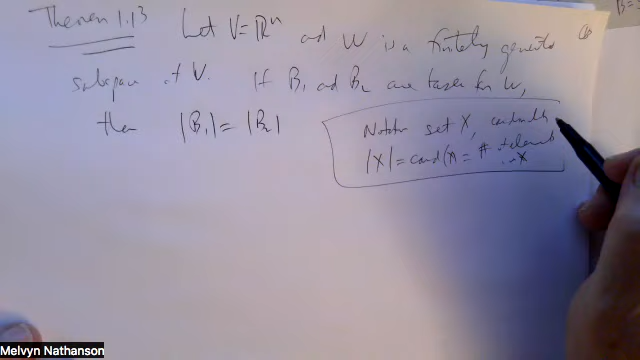 Theorem 1.13 Let V=ℝⁿ and W is a finitely generated
subspace of V. If B₁ and B₂ are bases for W,
then |B₁| = |B₂|
Notation set X, cardinality
|X| = card(X) = # elements
X
Melvyn Nathanson